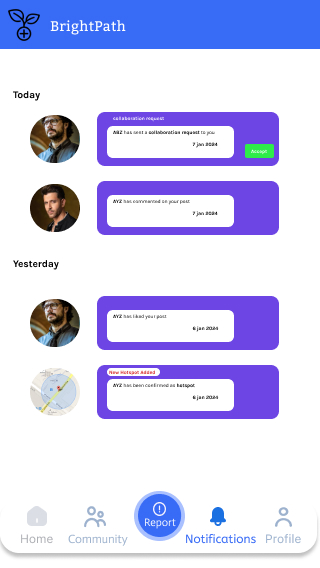 BrightPath
Today
collaboration request
ABZ has sent a collaboration request to you
7 jan 2024
Accept
AYZ has commented on your post
7 jan 2024
Yesterday
AYZ has liked your post
6 jan 2024
New Hotspot Added
AYZ has been confirmed as hotspot
6 jan 2024
Report
Home
Community
Notifications
Profile